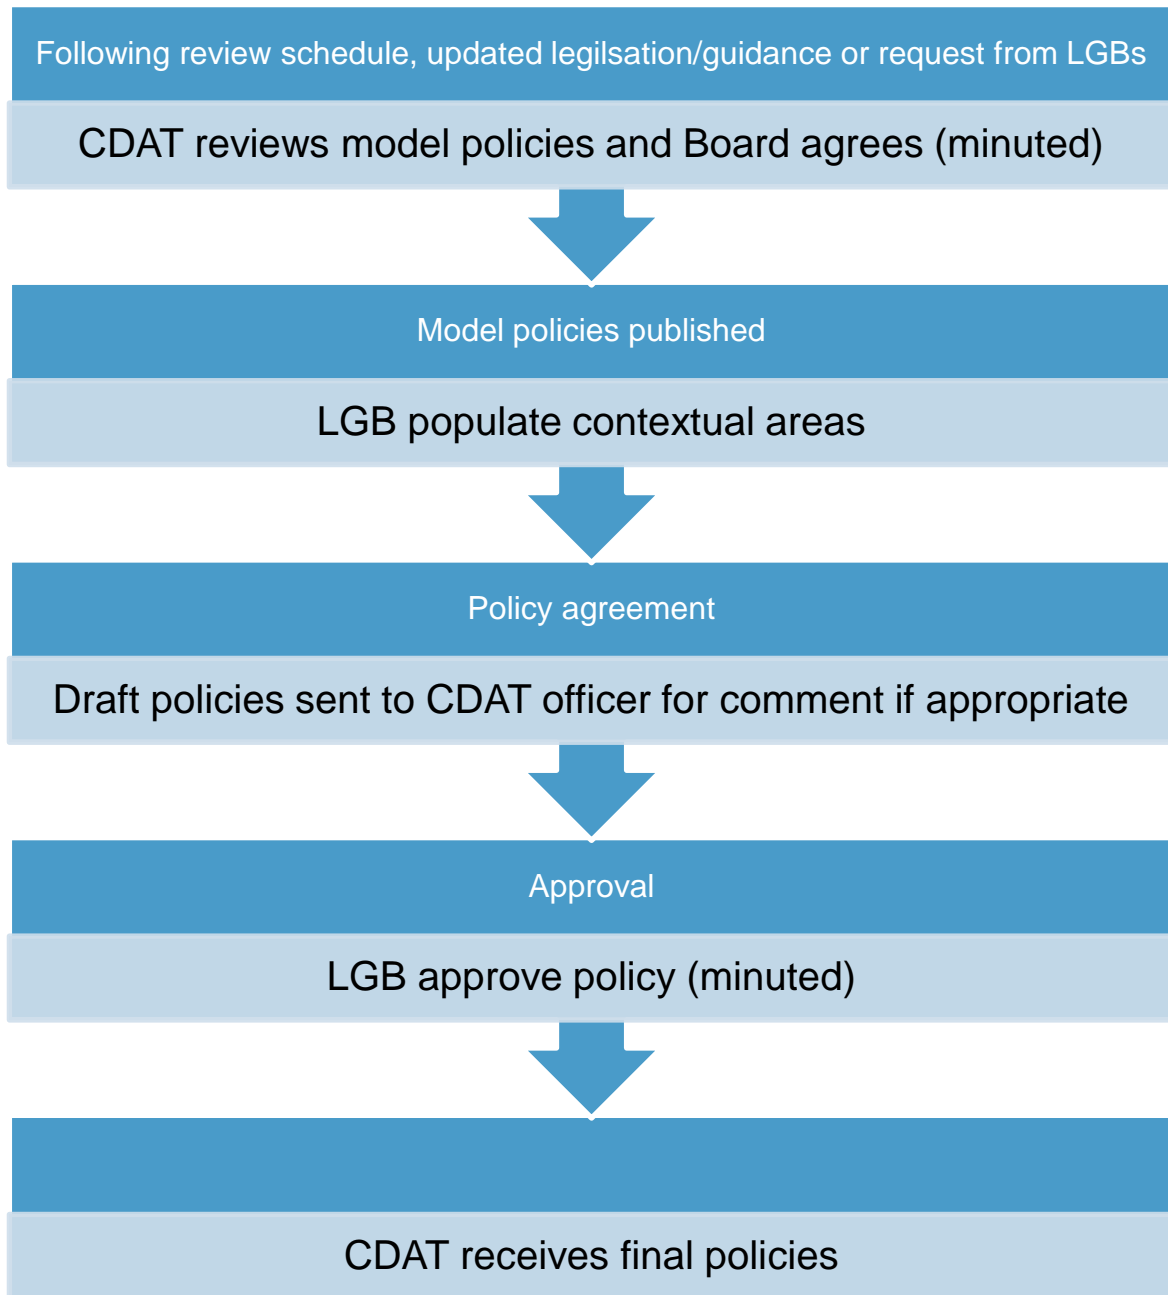 Following review schedule, updated legilsation/guidance or request from LGBs
CDAT reviews model policies and Board agrees (minuted)
Model policies published
LGB populate contextual areas
Policy agreement
Draft policies sent to CDAT officer for comment if appropriate
Approval
LGB approve policy (minuted)
CDAT receives final policies